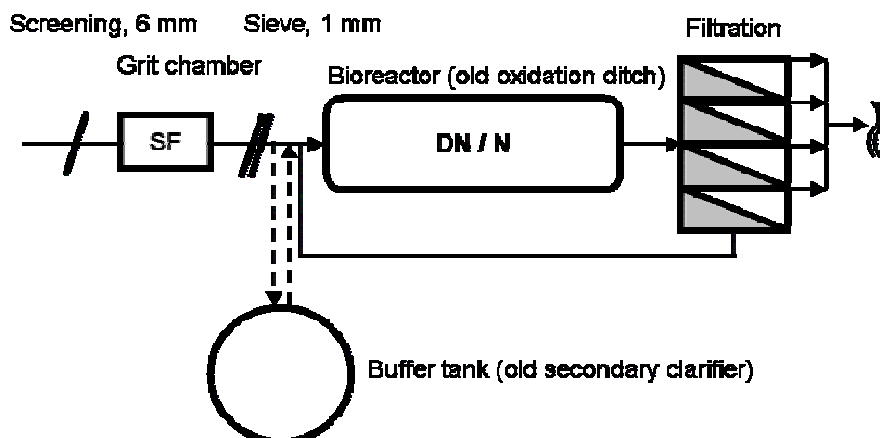 Screening, 6 mm
Sieve, 1 mm
Filtration
Grit chamber
Bioreactor (old oxidation ditch)
SF
DN / N
Buffer tank (old secondary clarifier)